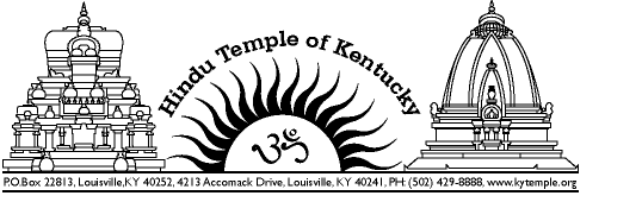 Hindu Temple of Kentucky
ॐ
P.O.Box 22813, Louisville,KY 40252, 4213 Accomack Drive, Louisville, KY 40241, PH: (502) 429-8888, www.kytemple.org